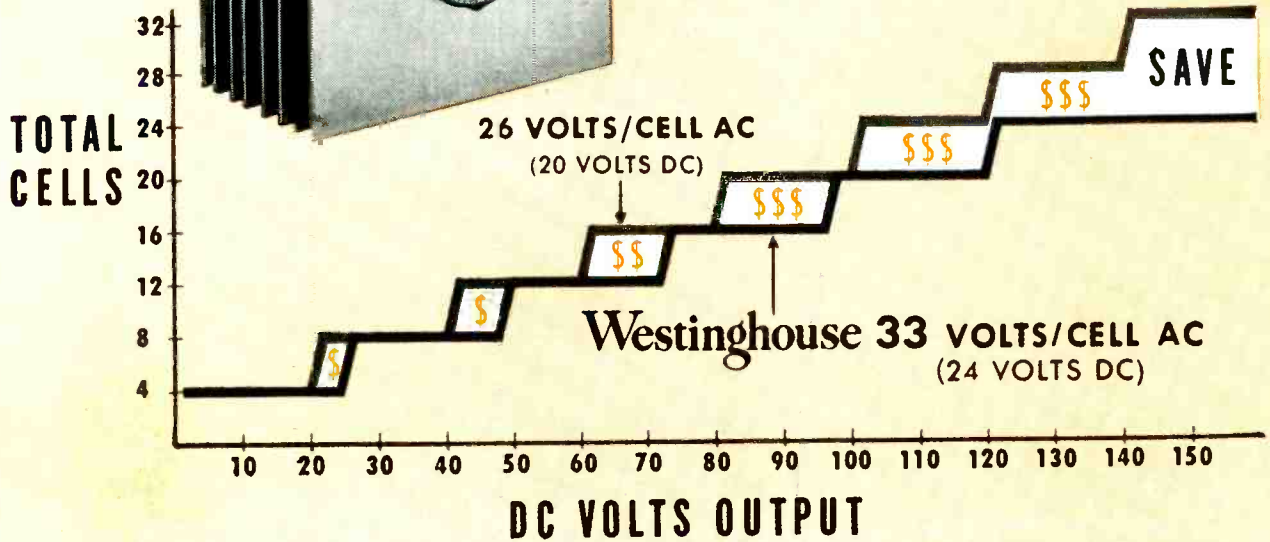 32
28
TOTAL
CELLS
24
20
16
12
8
4
SAVE
$$$
26 VOLTS/CELL AC
(20 VOLTS DC)
$$$
$$$
$$
$
$
Westinghouse 33 VOLTS/CELL AC
(24 VOLTS DC)
10 20 30 40 50 60 70 80 90 100 110 120 130 140 150
DC VOLTS OUTPUT